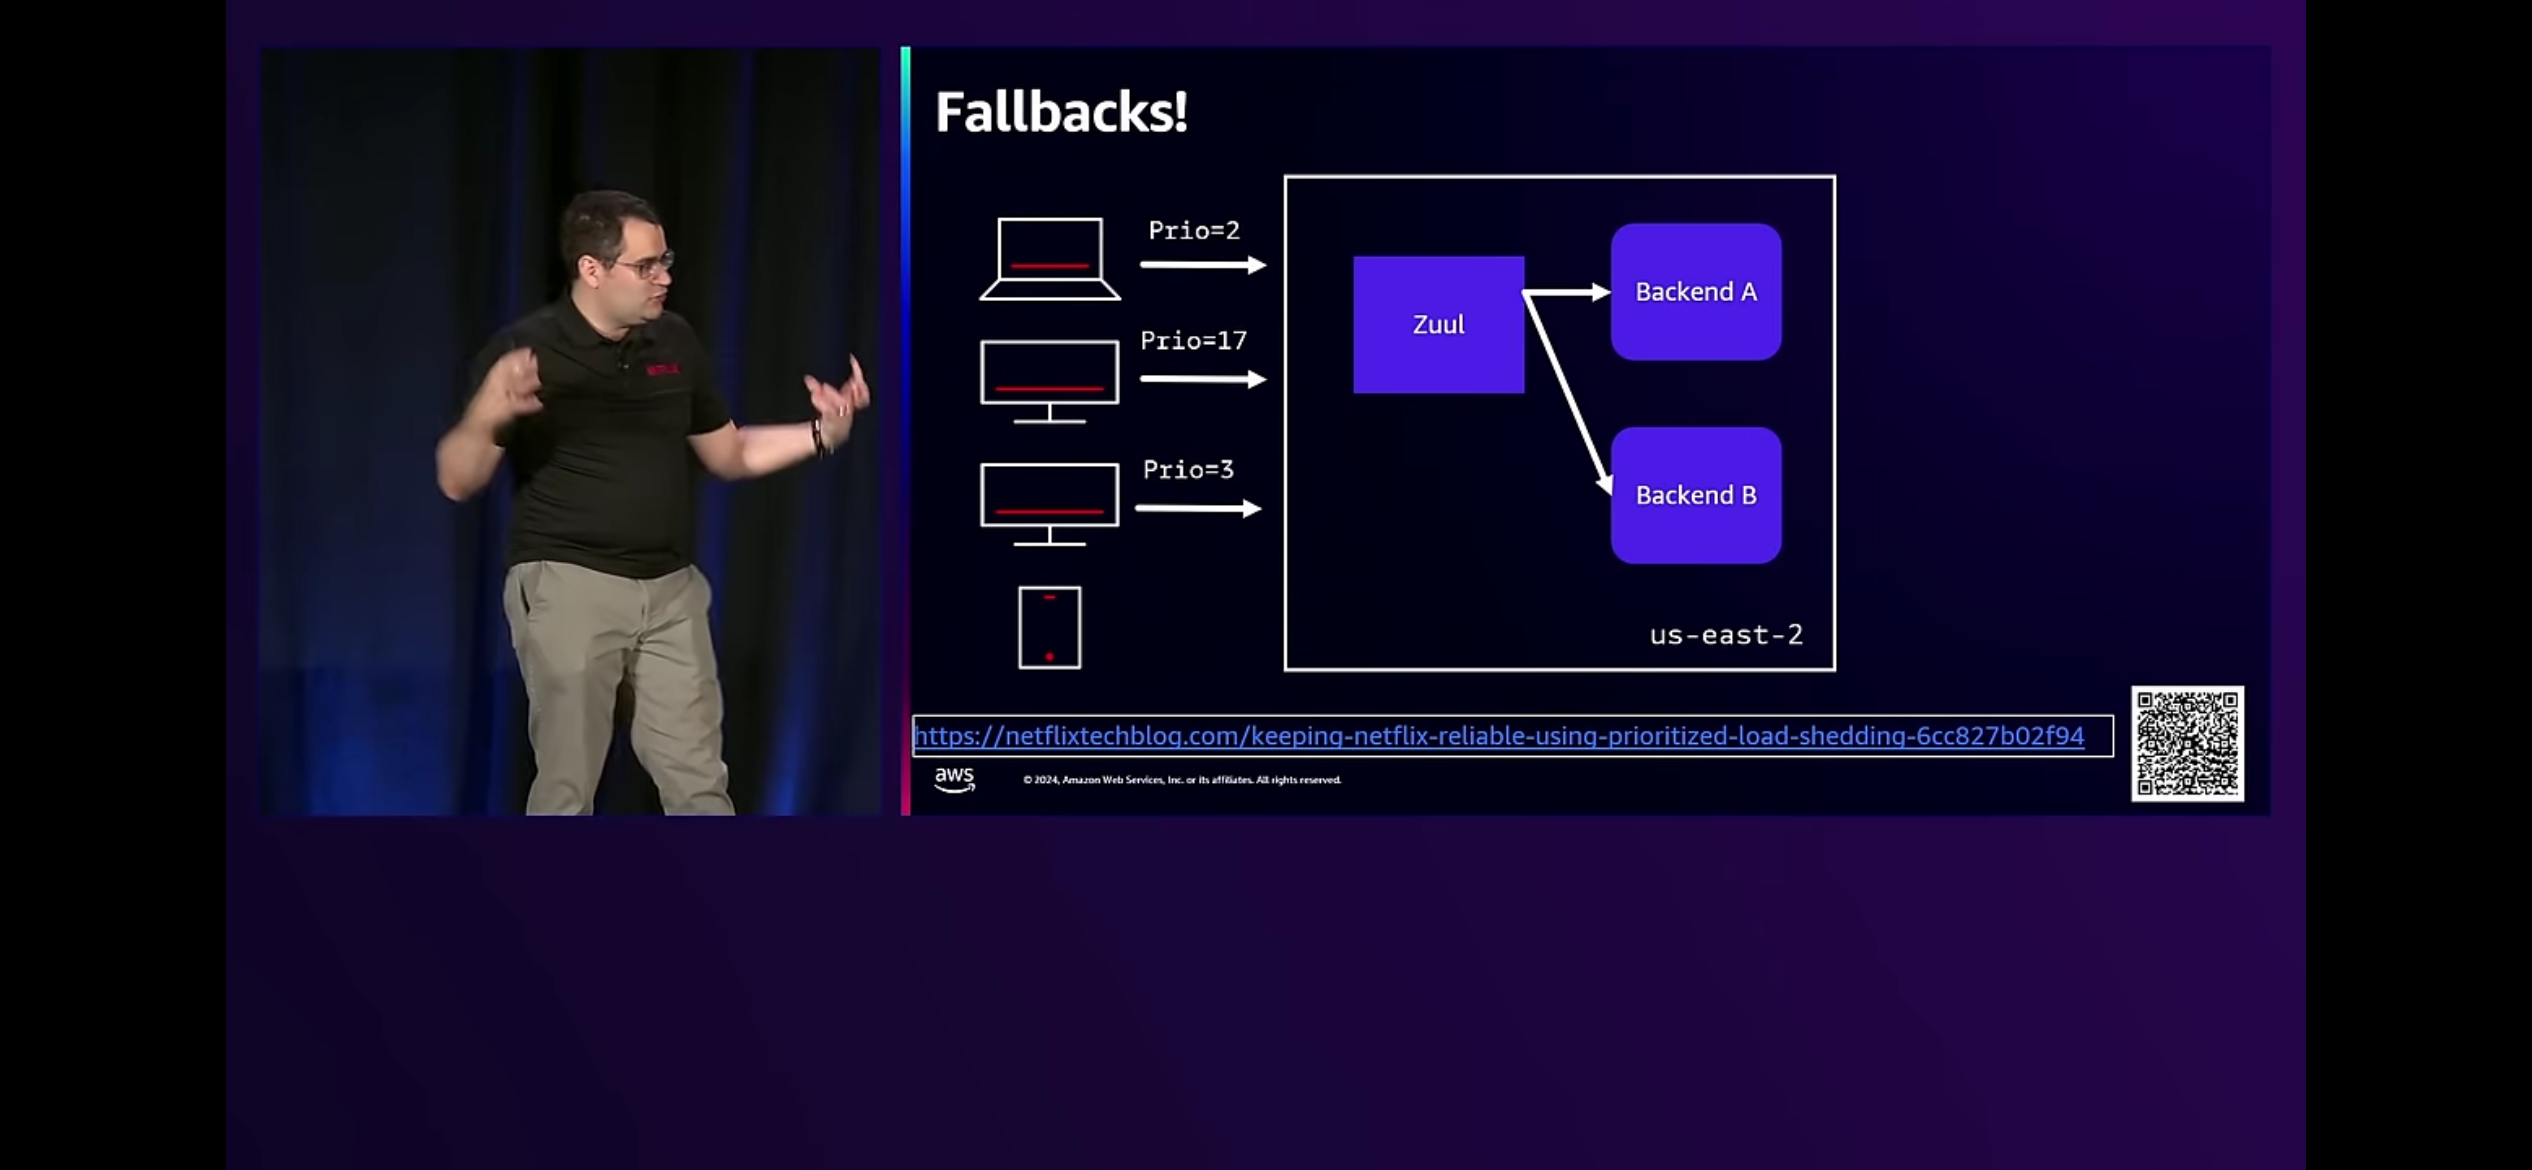 Fallbacks!
Prio=2
Prio=17
Prio=3
Zuul
Backend A
Backend B
us-east-2
https://netflixtechblog.com/keeping-netflix-reliable-using-prioritized-load-shedding-6cc827b02f94
aws
© 2024, Amazon Web Services, Inc. or its affiliates. All rights reserved.
NETFLIX